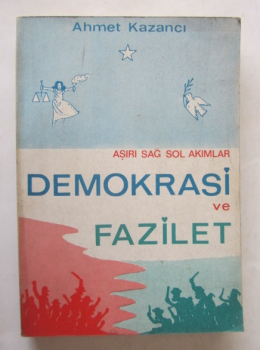 Ahmet Kazancı
AŞIRI SAĞ SOL AKIMLAR
DEMOKRASİ
ve
FAZİLET